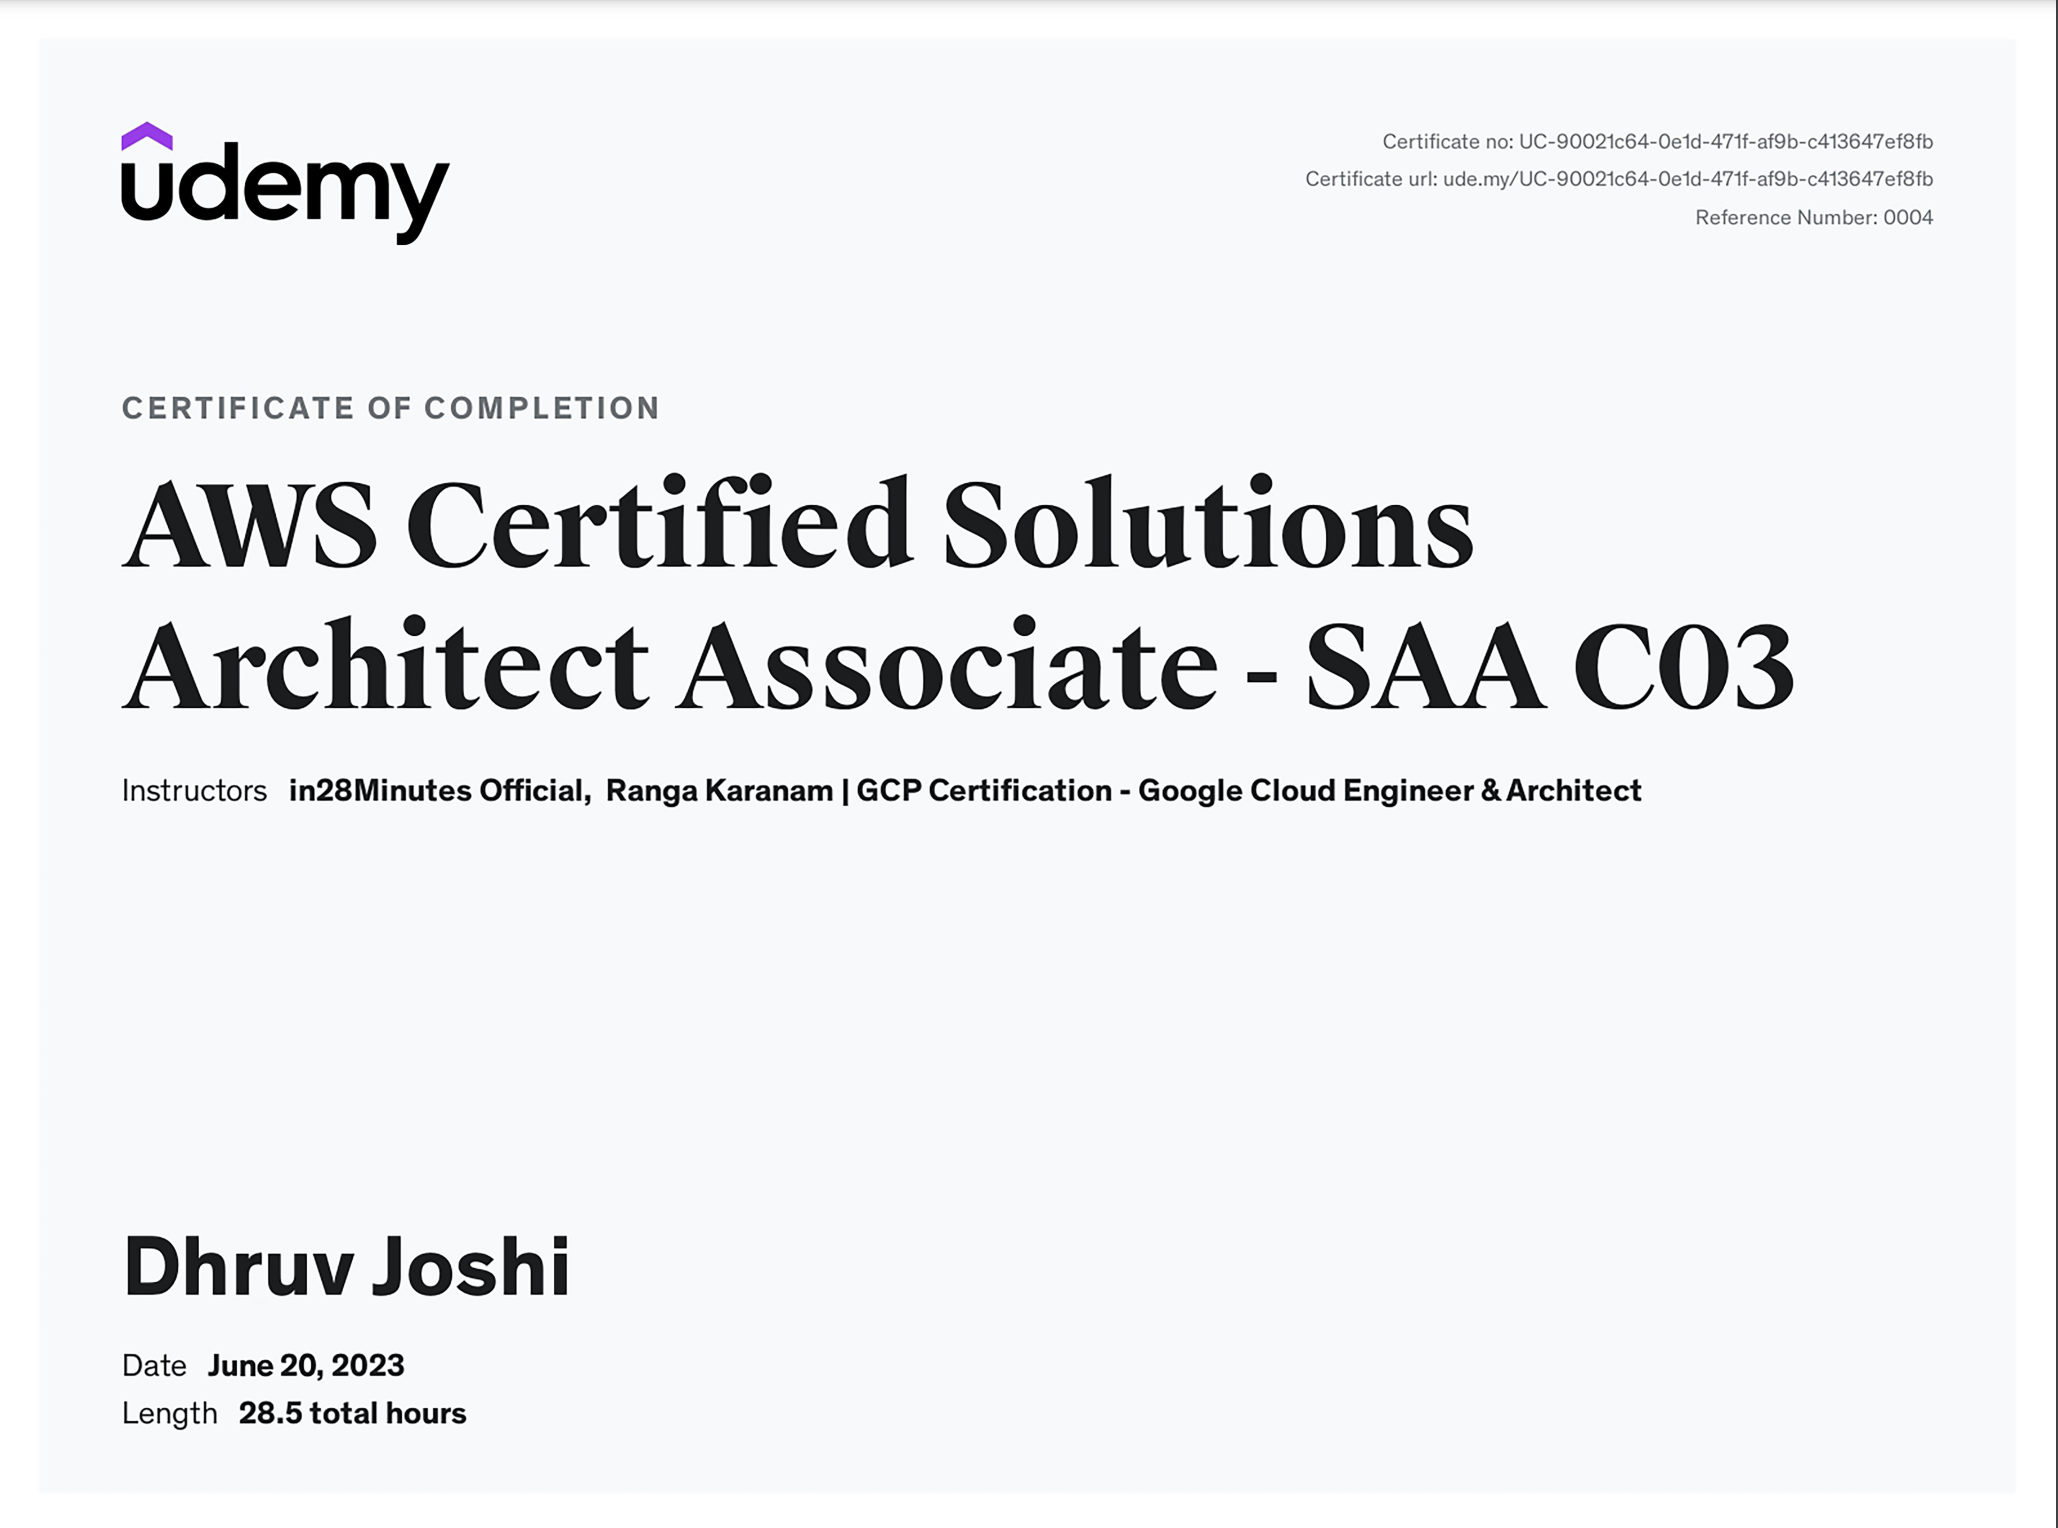 udemy
Certificate no: UC-90021c64-0e1d-471f-af9b-c413647ef8fb
Certificate url: ude.my/UC-90021c64-0e1d-471f-af9b-c413647ef8fb
Reference Number: 0004
CERTIFICATE OF COMPLETION
AWS Certified Solutions
Architect Associate - SAA C03
Instructors in28Minutes Official, Ranga Karanam | GCP Certification - Google Cloud Engineer & Architect
Dhruv Joshi
Date June 20, 2023
Length 28.5 total hours